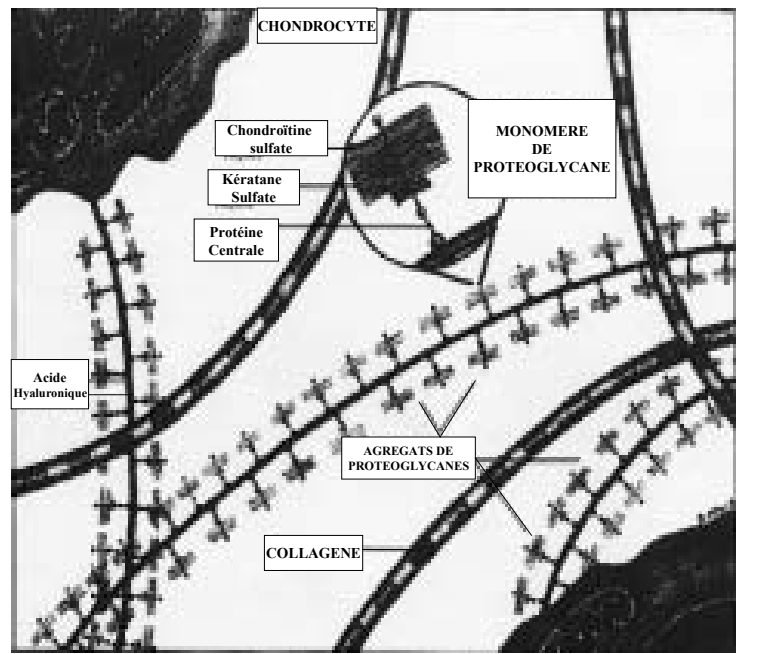 CHONDROCYTE
Chondroïtine
sulfate
MONOMERE
DE
PROTEOGLYCANE
Kératane
Sulfate
Protéine
Centrale
Acide
Hyaluronique
AGREGATS DE
PROTEOGLYCANES
COLLAGENE